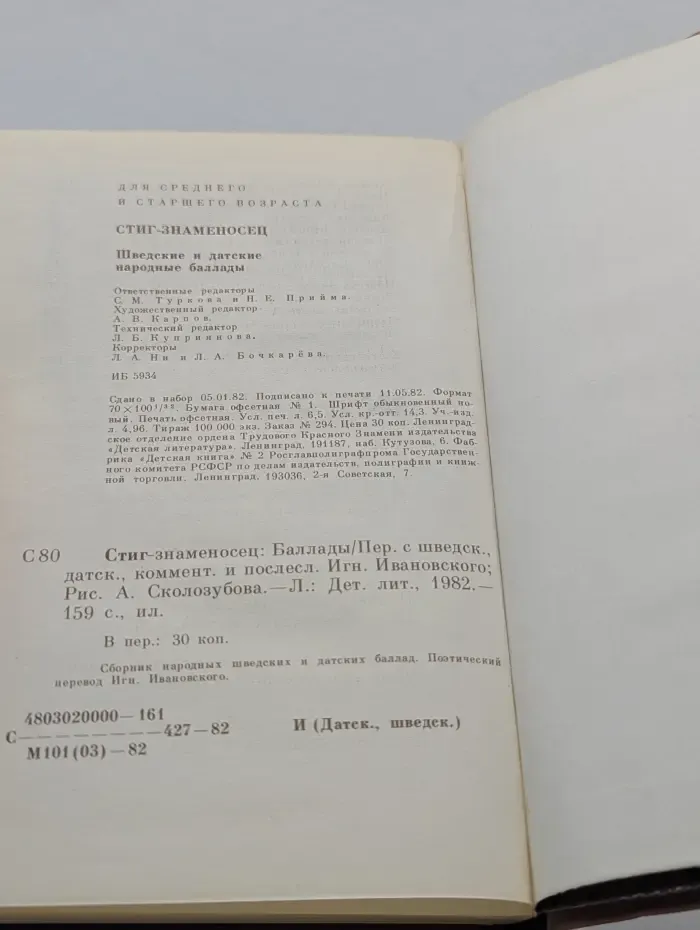 ДЛЯ СРЕДНЕГО
И СТАРШЕГО ВОЗРАСТА
СТИГ-ЗНАМЕНОСЕЦ
Шведские и датские
народные баллады
Ответственные редакторы
С. М. Туркова и Н. Е. Прийма.
Художественный редактор
А. В. Карпов.
Технический редактор
Л. Б. Куприянова.
Корректоры
Л. А. Ни и Л. А. Бочкарёва.
ИБ 5934
Сдано в набор 05.01.82. Подписано к печати 11.05.82. Формат
70×100¹/₃₂. Бумага офсетная № 1. Шрифт обыкновенный но-
вый. Печать офсетная. Усл. печ. л. 6,5. Усл. кр.-отт. 14,3. Уч.-изд.
л. 4,96. Тираж 100 000 экз. Заказ № 294. Цена 30 коп. Ленинград-
ское отделение ордена Трудового Красного Знамени издательства
«Детская литература». Ленинград, 191187, наб. Кутузова, 6. Фаб-
рика «Детская книга» № 2 Росглавполиграфпрома Государствен-
ного комитета РСФСР по делам издательств, полиграфии и книж-
ной торговли. Ленинград, 193036, 2-я Советская, 7.
С80 Стиг-знаменосец: Баллады/Пер. с шведск.,
датск., коммент. и послесл. Игн. Ивановского;
Рис. А. Сколозубова.—Л.: Дет. лит., 1982.—
159 с., ил.
В пер.: 30 коп.
Сборник народных шведских и датских баллад. Поэтический
перевод Игн. Ивановского.
4803020000—161
С—————————427—82 И (Датск., шведск.)
М101(03)—82